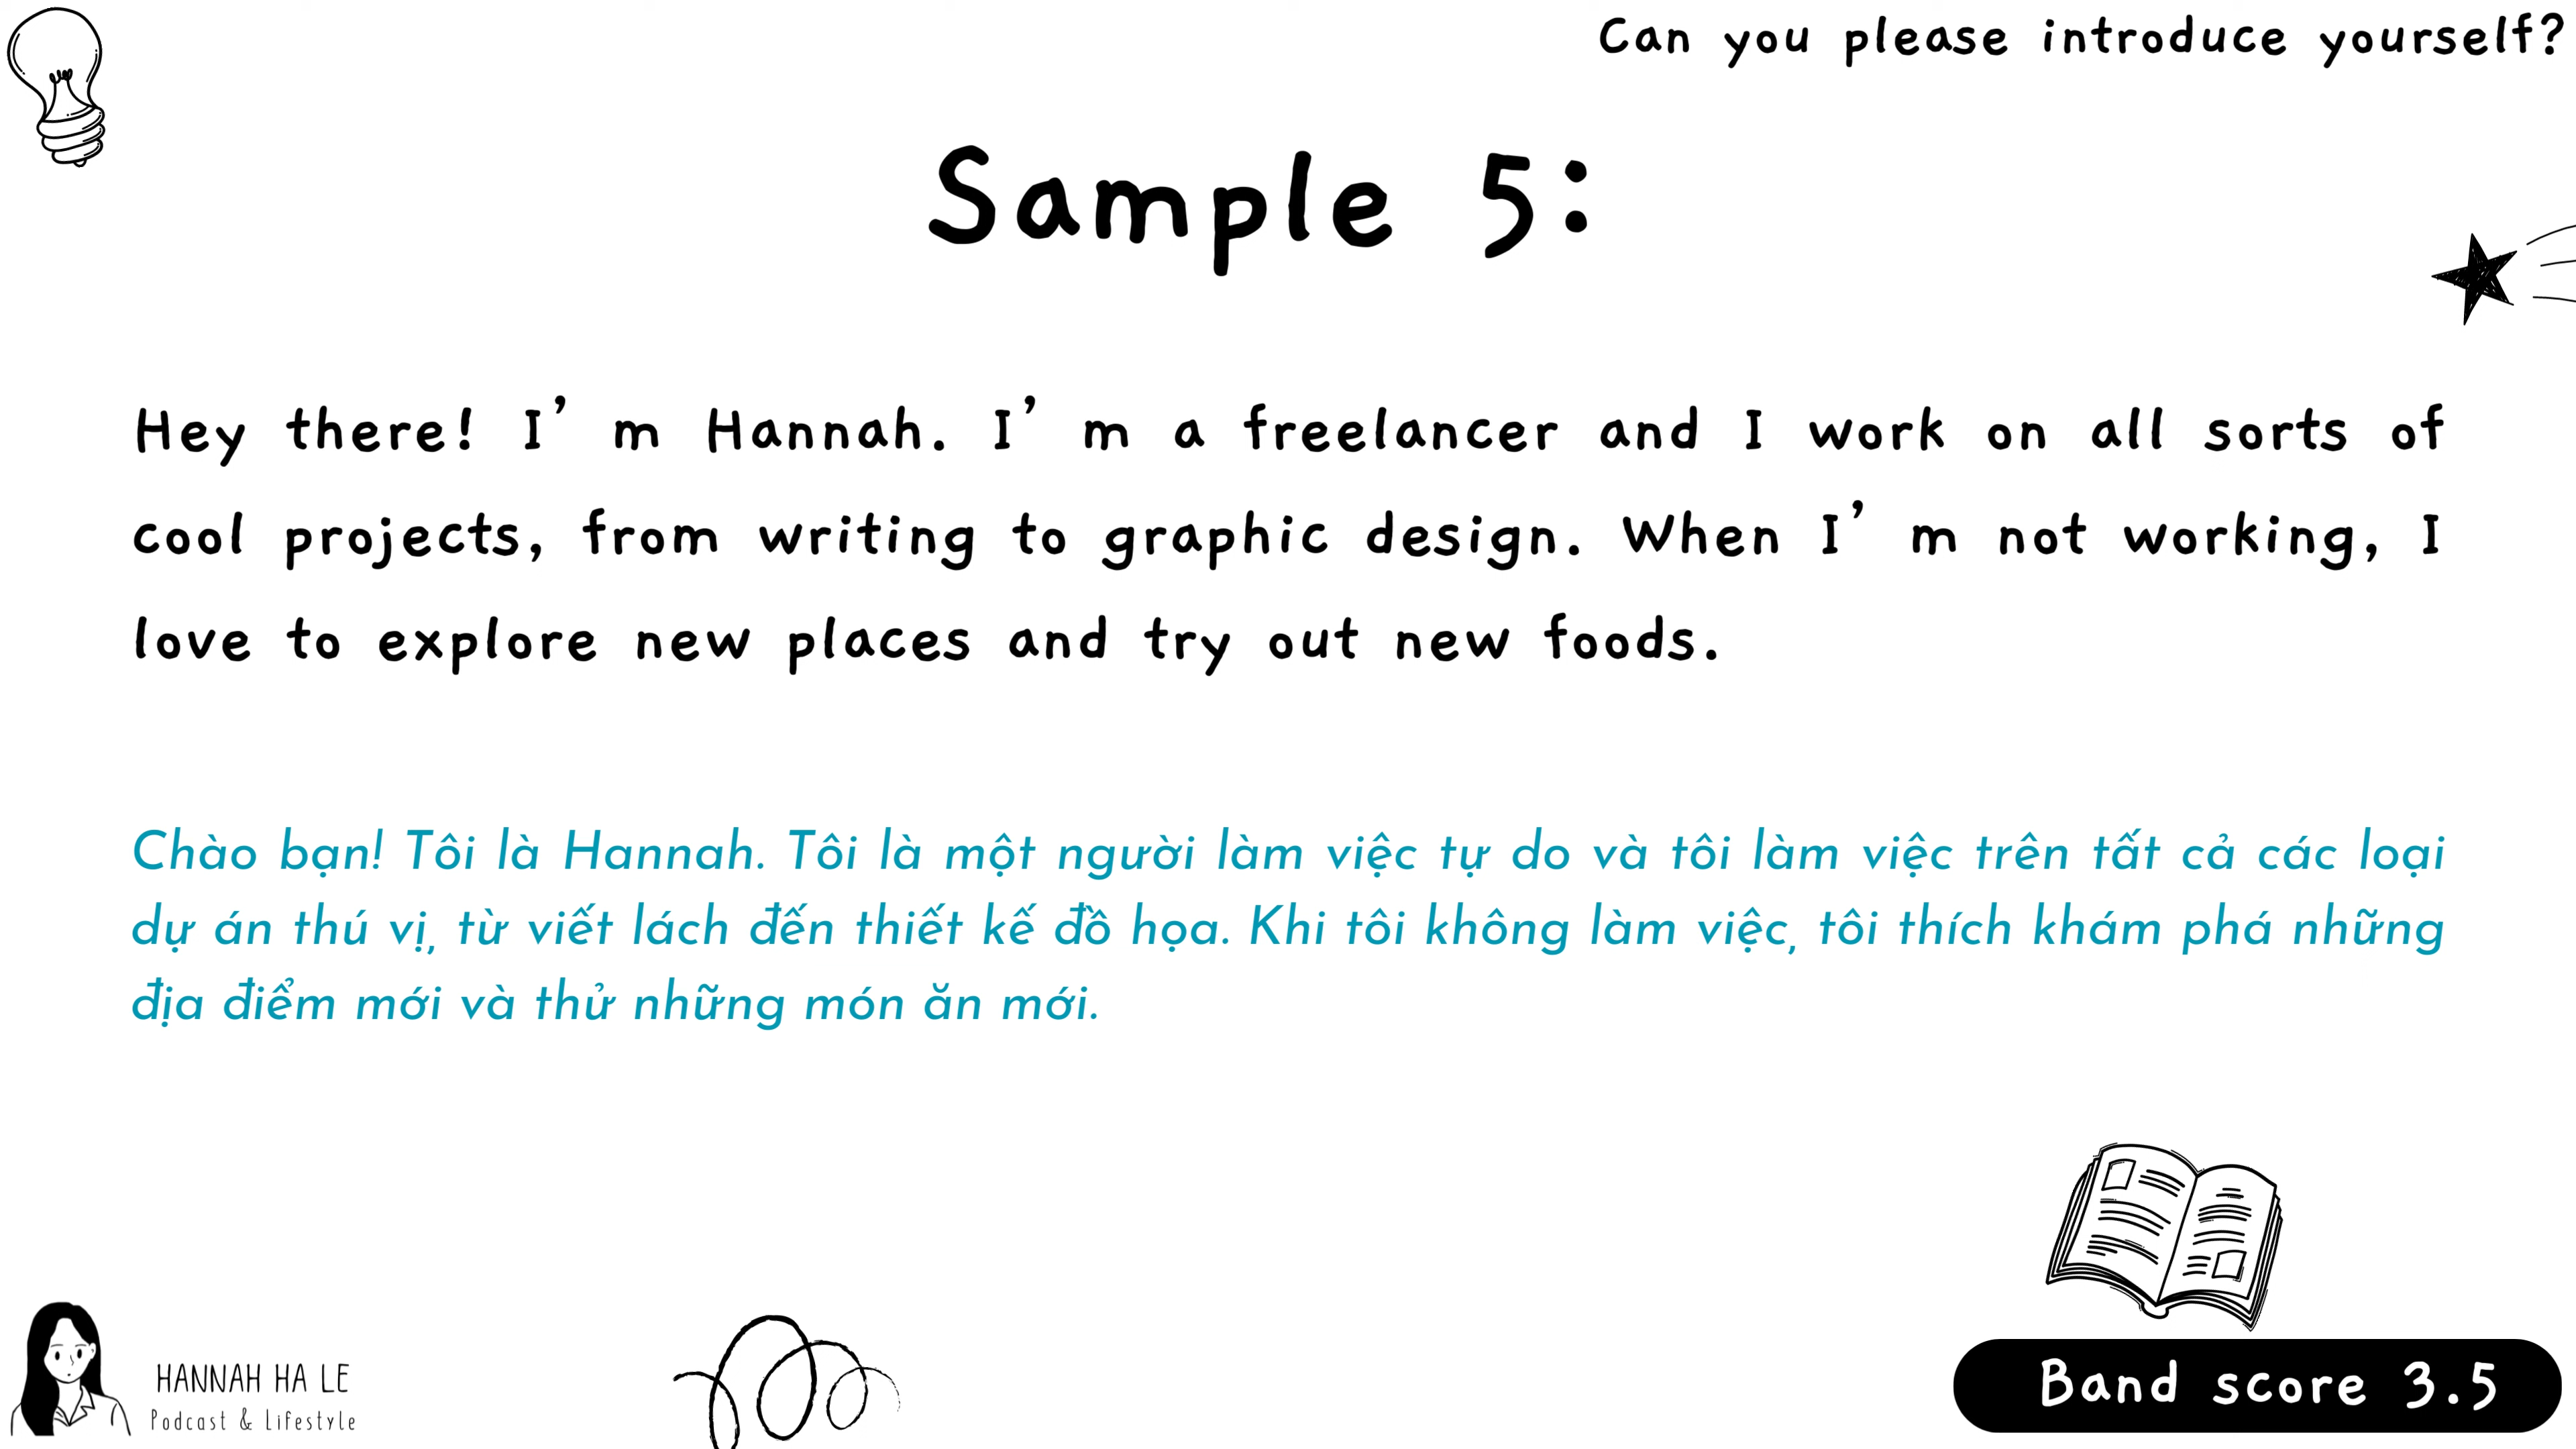 Can you please introduce yourself?
Sample 5:
Hey there! I’ m Hannah. I’ m a freelancer and I work on all sorts of
cool projects, from writing to graphic design. When I’ m not working, I
love to explore new places and try out new foods.
Chào bạn! Tôi là Hannah. Tôi là một người làm việc tự do và tôi làm việc trên tất cả các loại
dự án thú vị, từ viết lách đến thiết kế đồ họa. Khi tôi không làm việc, tôi thích khám phá những
địa điểm mới và thử những món ăn mới.
HANNAH HA LE
Podcast & Lifestyle
Band score 3.5